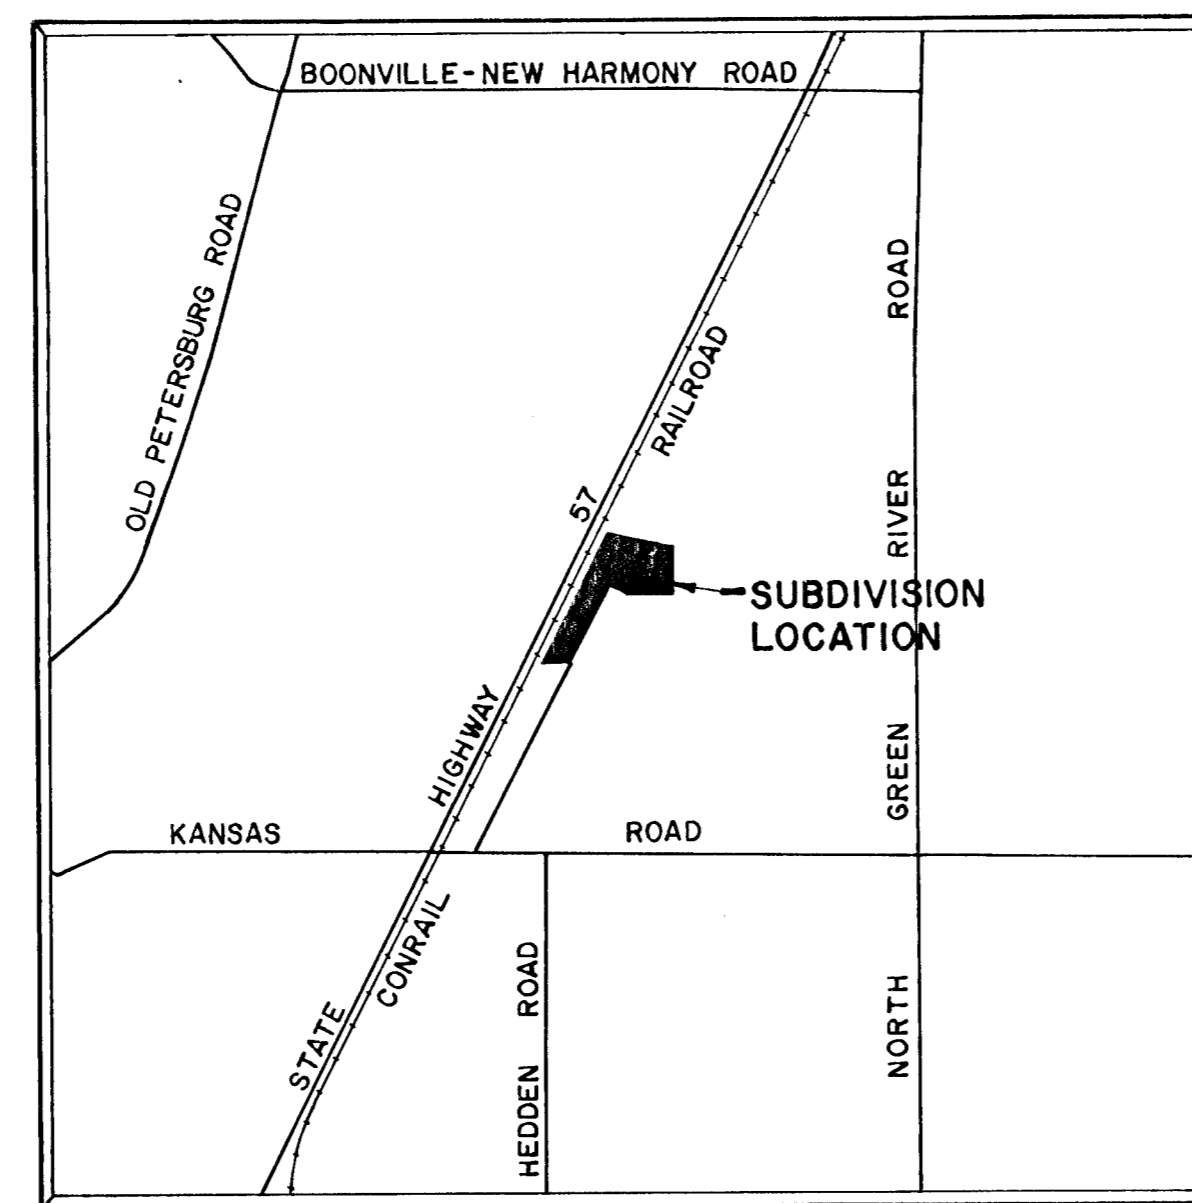 BOONVILLE-NEW HARMONY ROAD
OLD PETERSBURG ROAD
STATE HIGHWAY 57
CONRAIL RAILROAD
SUBDIVISION
LOCATION
NORTH GREEN RIVER ROAD
KANSAS ROAD
HEDDEN ROAD